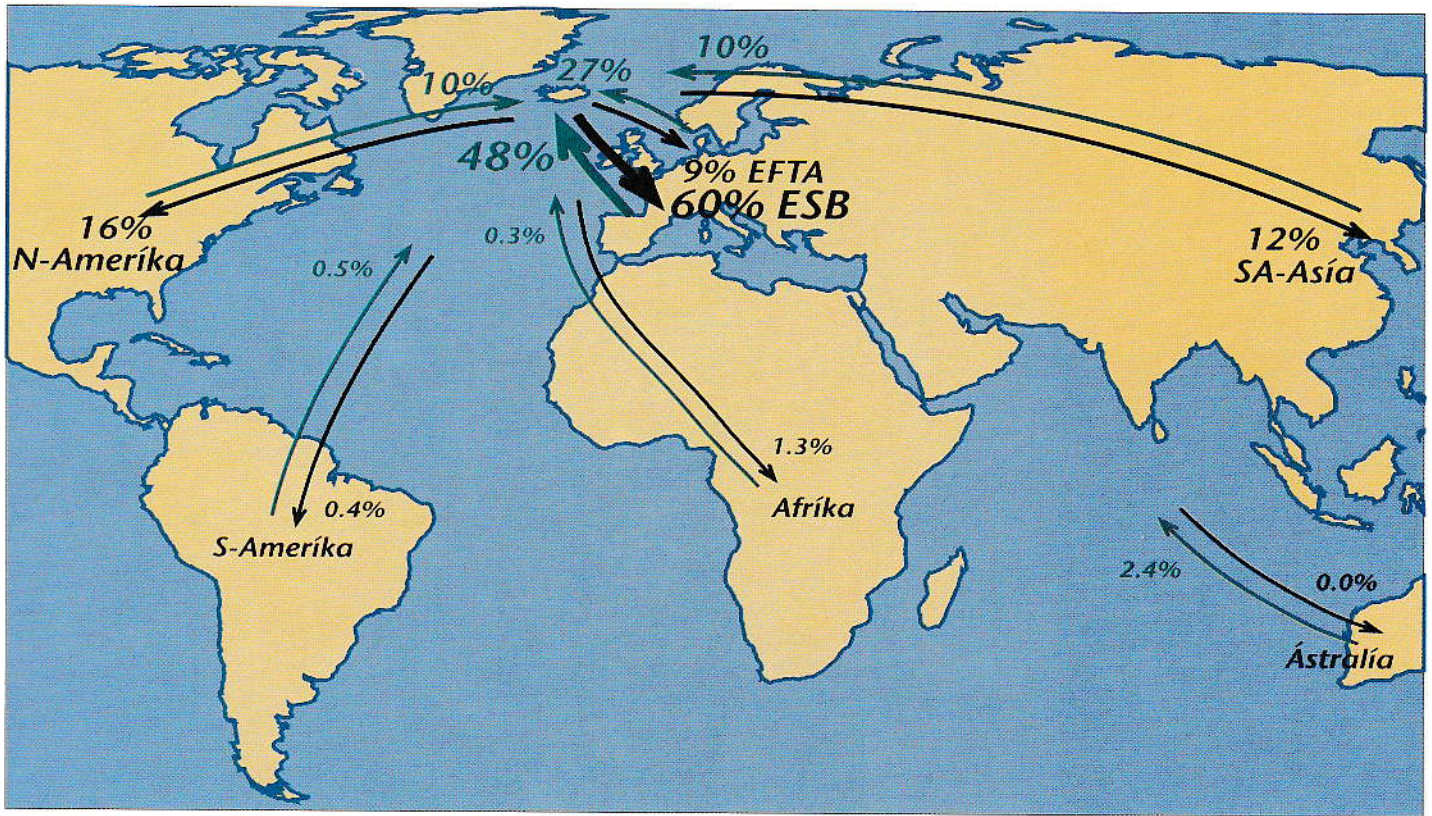 10%
10%
27%
48%
9% EFTA
60% ESB
16%
N-Ameríka
0.3%
12%
SA-Asía
0.5%
1.3%
Afríka
0.4%
S-Ameríka
2.4%
0.0%
Ástralía